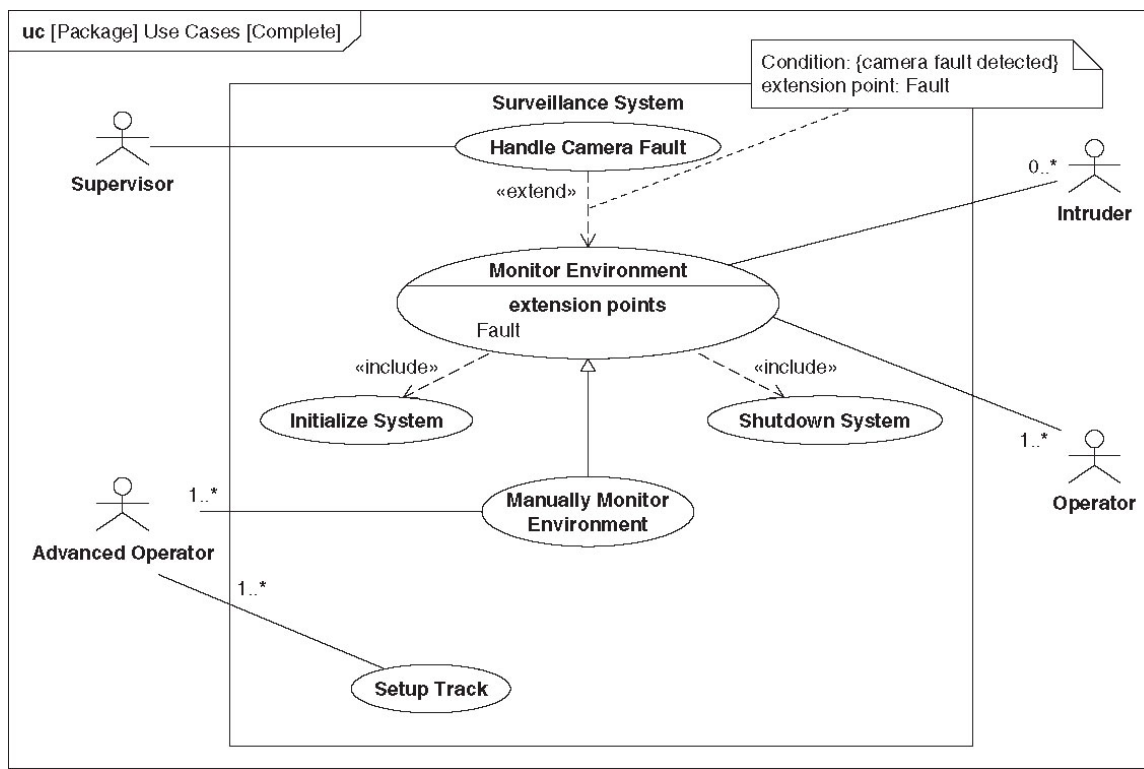 uc [Package] Use Cases [Complete]
Condition: {camera fault detected}
extension point: Fault
Surveillance System
Handle Camera Fault
Supervisor
«extend»
0..*
Intruder
Monitor Environment
extension points
Fault
«include»
«include»
Initialize System
Shutdown System
1..*
Operator
1..*
Manually Monitor
Environment
Advanced Operator
1..*
Setup Track